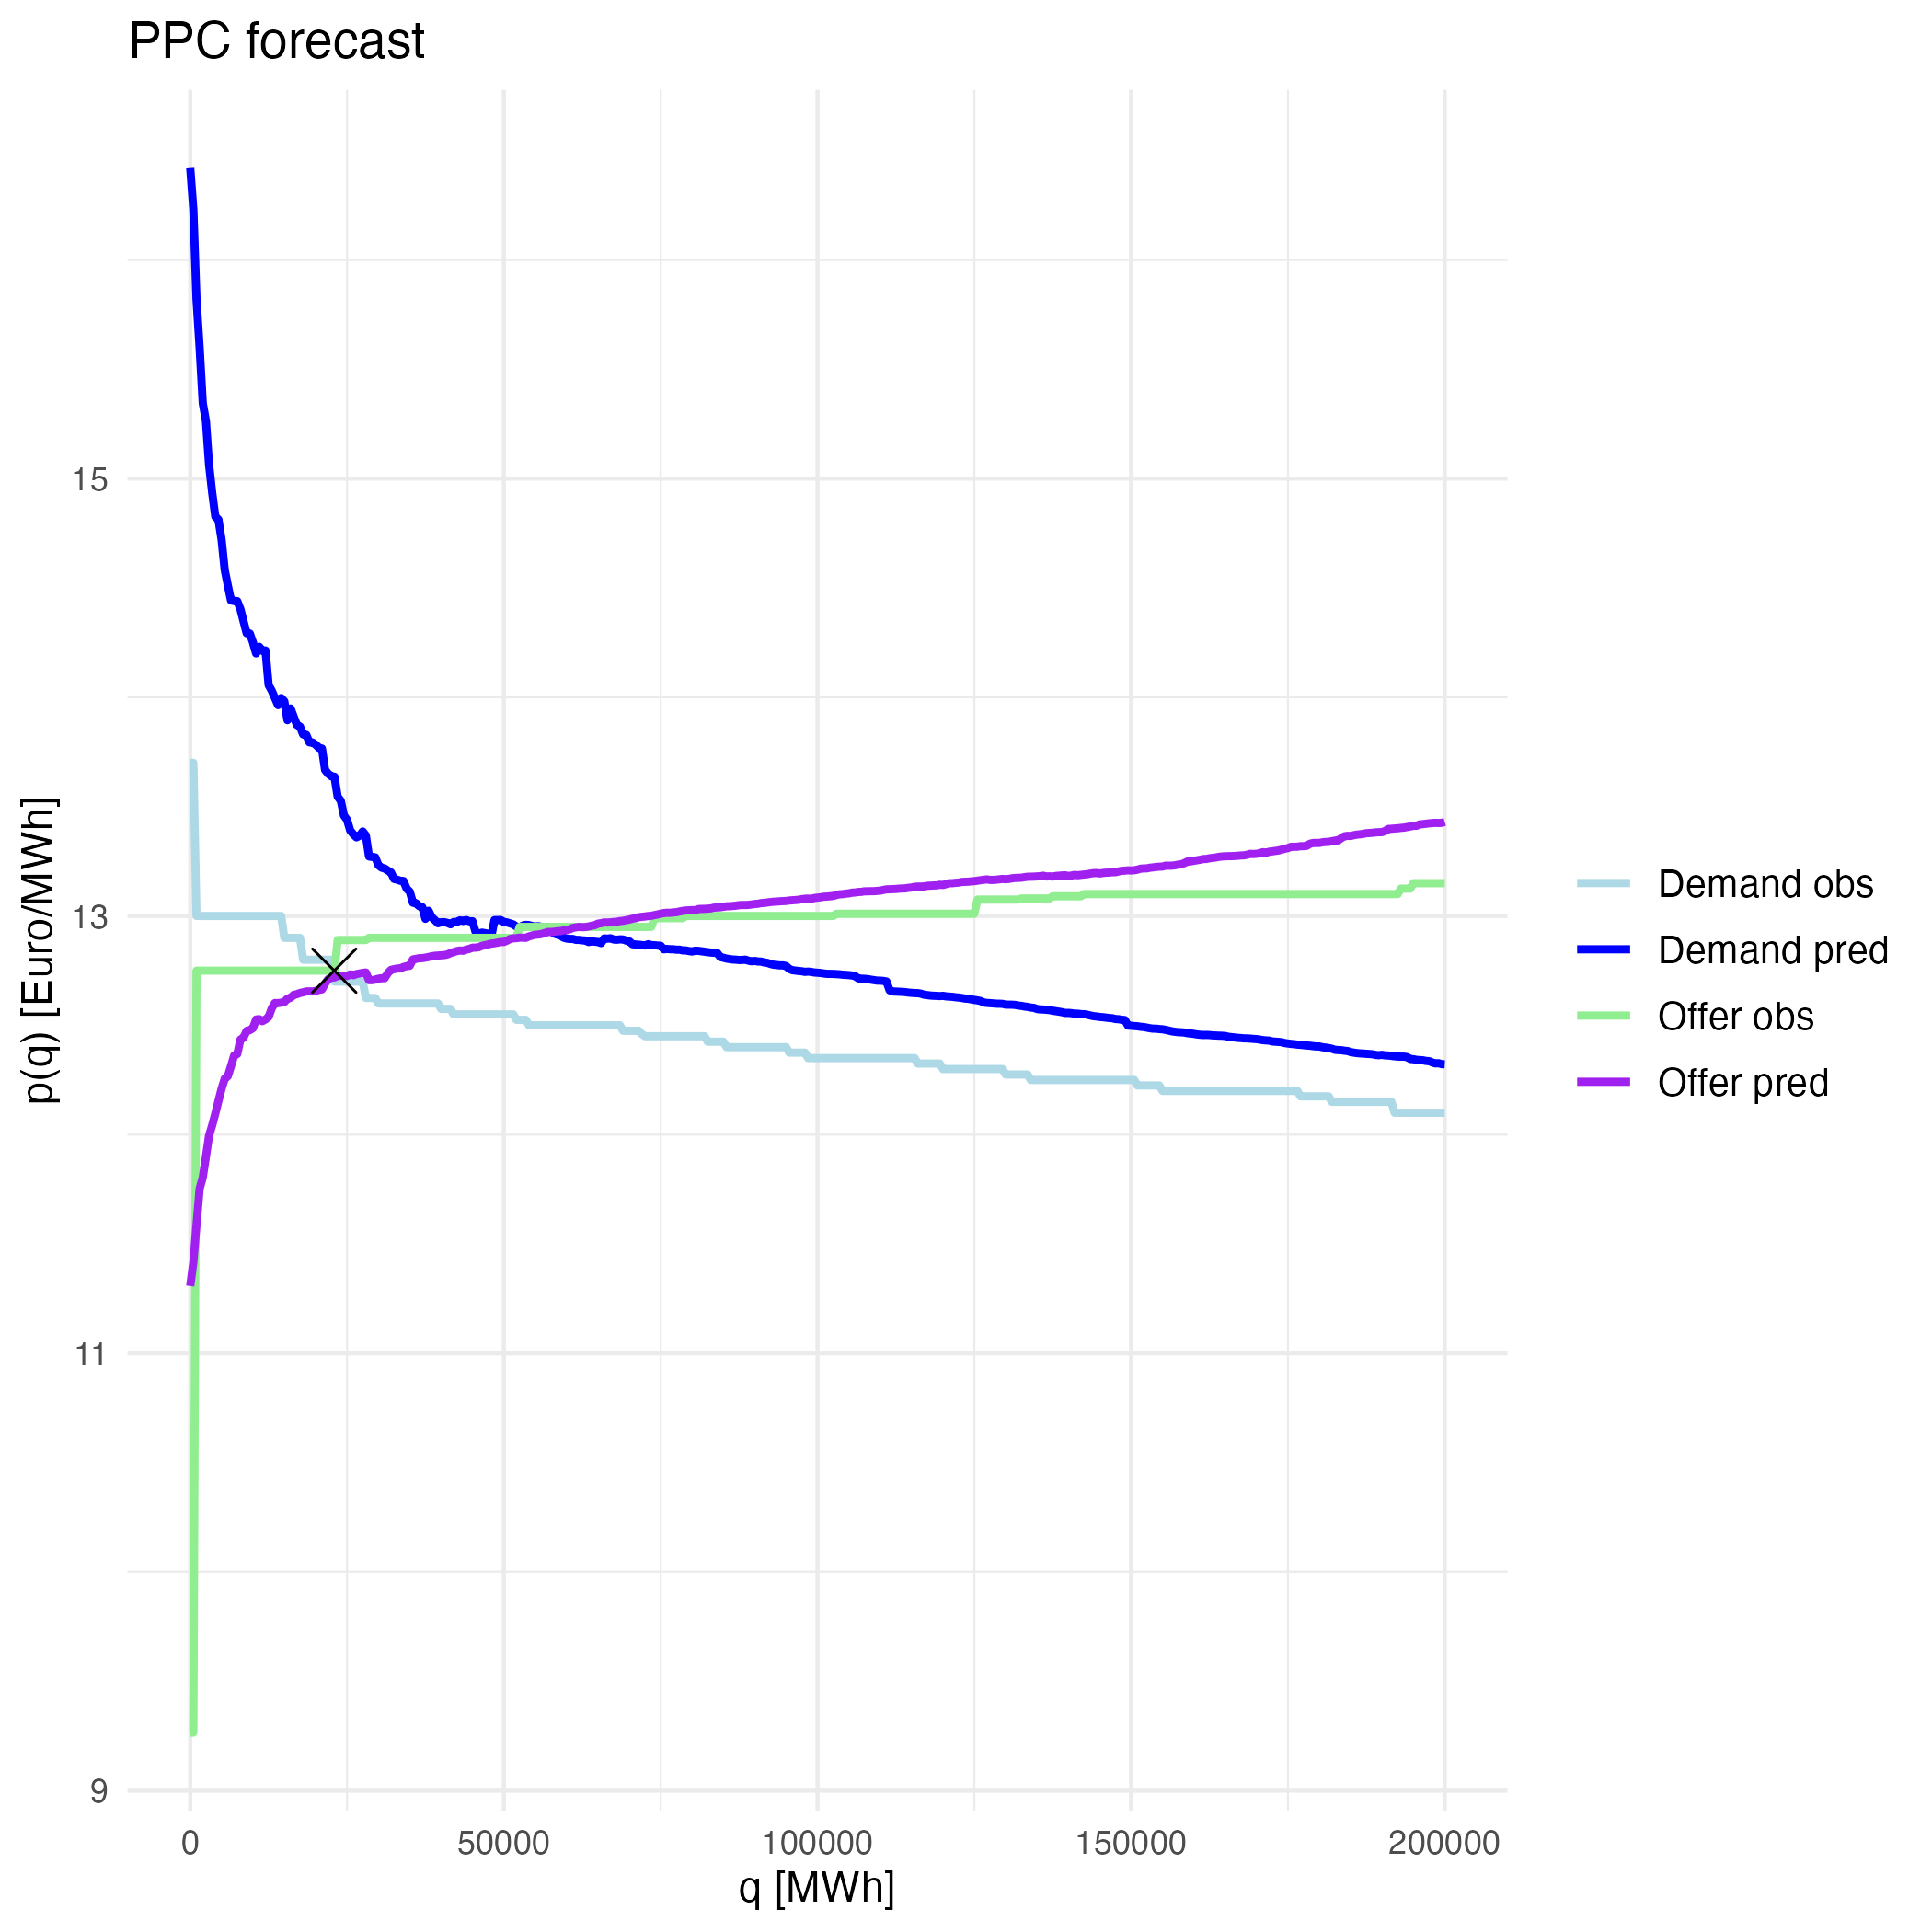 PPC forecast
p(q) [Euro/MWh]
15
13
11
9
0 50000 100000 150000 200000
q [MWh]
Demand obs
Demand pred
Offer obs
Offer pred